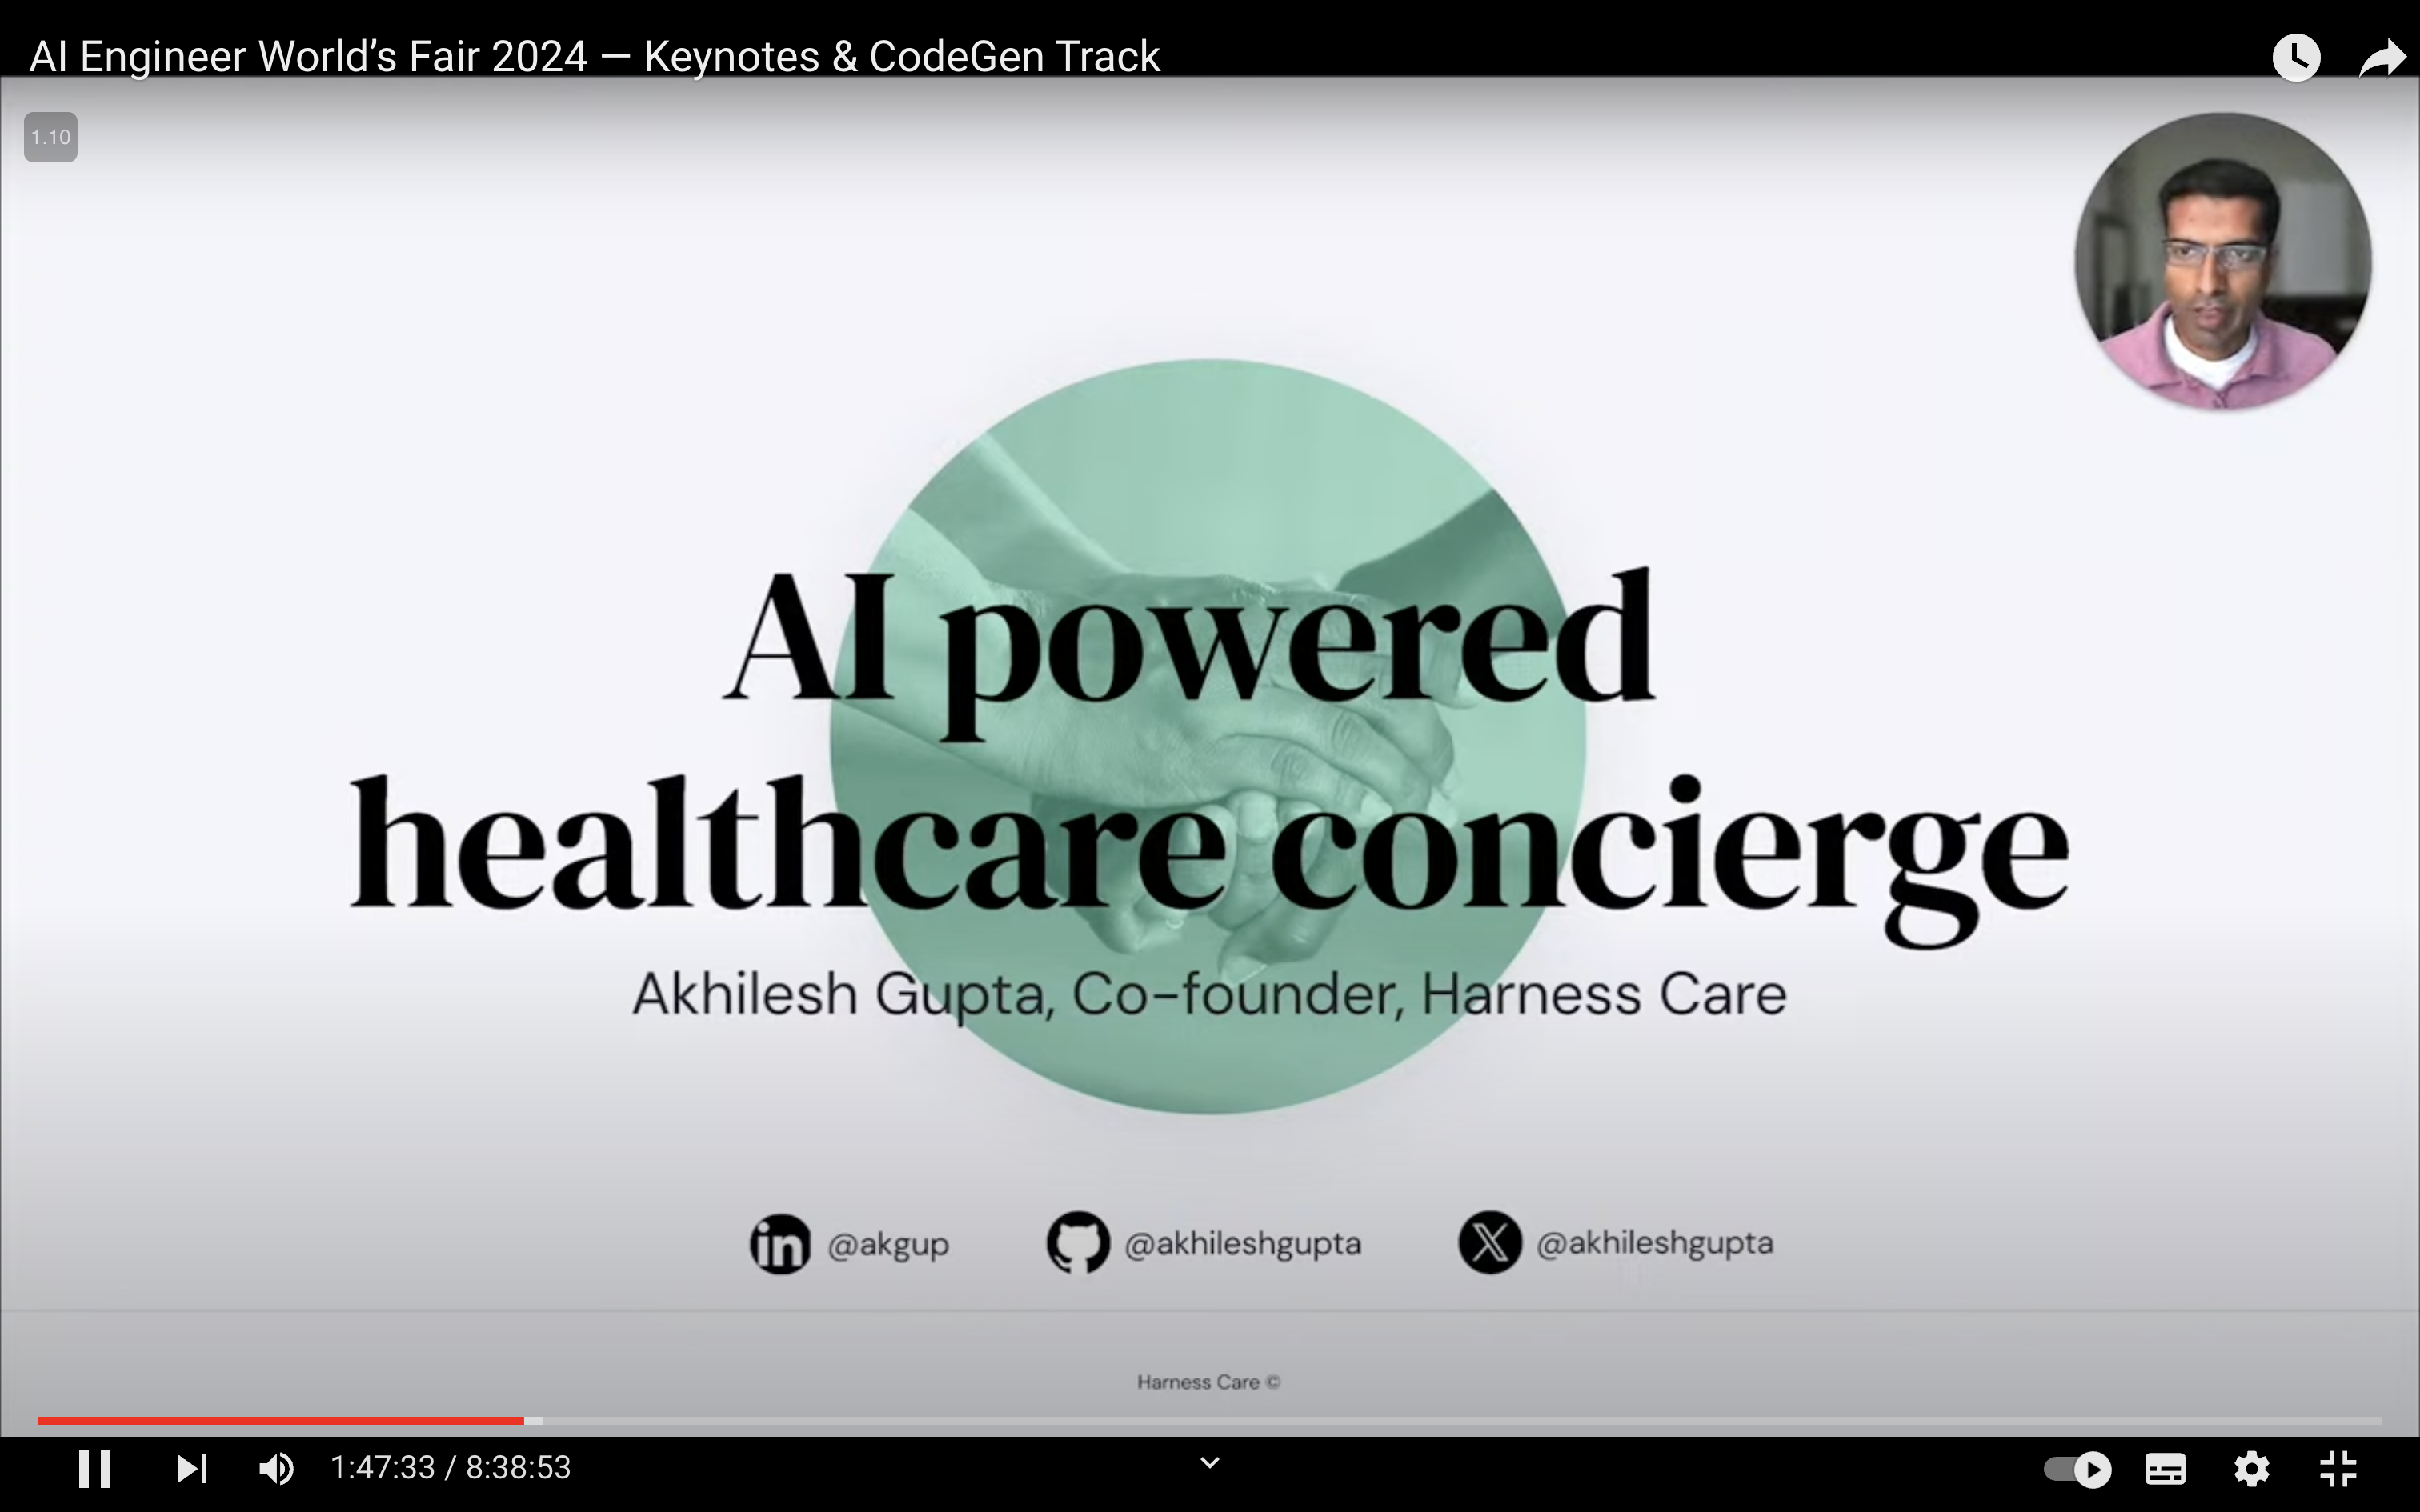 AI Engineer World’s Fair 2024 — Keynotes & CodeGen Track
1.10
AI powered
healthcare concierge
Akhilesh Gupta, Co-founder, Harness Care
in @akgup @akhileshgupta X @akhileshgupta
Harness Care ©
1:47:33 / 8:38:53